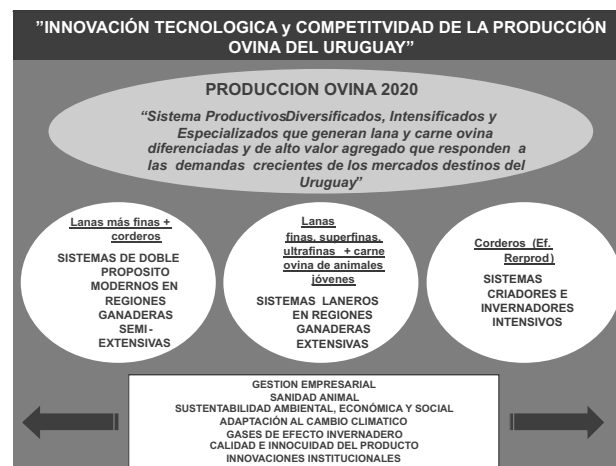 "INNOVACIÓN TECNOLOGICA y COMPETITVIDAD DE LA PRODUCCIÓN
OVINA DEL URUGUAY"
PRODUCCION OVINA 2020
"Sistema ProductivosDiversificados, Intensificados y
Especializados que generan lana y carne ovina
diferenciadas y de alto valor agregado que responden a
las demandas crecientes de los mercados destinos del
Uruguay"
Lanas más finas +
corderos
SISTEMAS DE DOBLE
PROPOSITO
MODERNOS EN
REGIONES
GANADERAS
SEMI-
EXTENSIVAS
Lanas
finas, superfinas,
ultrafinas + carne
ovina de animales
jóvenes
SISTEMAS LANEROS
EN REGIONES
GANADERAS
EXTENSIVAS
Corderos (Ef.
Rerprod)
SISTEMAS
CRIADORES E
INVERNADORES
INTENSIVOS
GESTION EMPRESARIAL
SANIDAD ANIMAL
SUSTENTABILIDAD AMBIENTAL, ECONÓMICA Y SOCIAL
ADAPTACIÓN AL CAMBIO CLIMATICO
GASES DE EFECTO INVERNADERO
CALIDAD E INOCUIDAD DEL PRODUCTO
INNOVACIONES INSTITUCIONALES